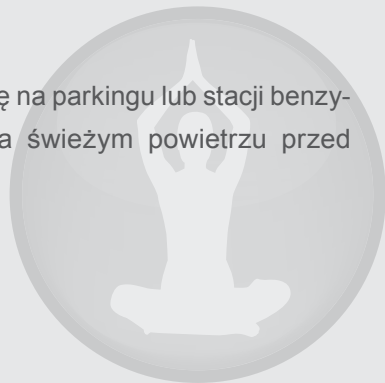 ę na parkingu lub stacji benzy-
a świeżym powietrzu przed